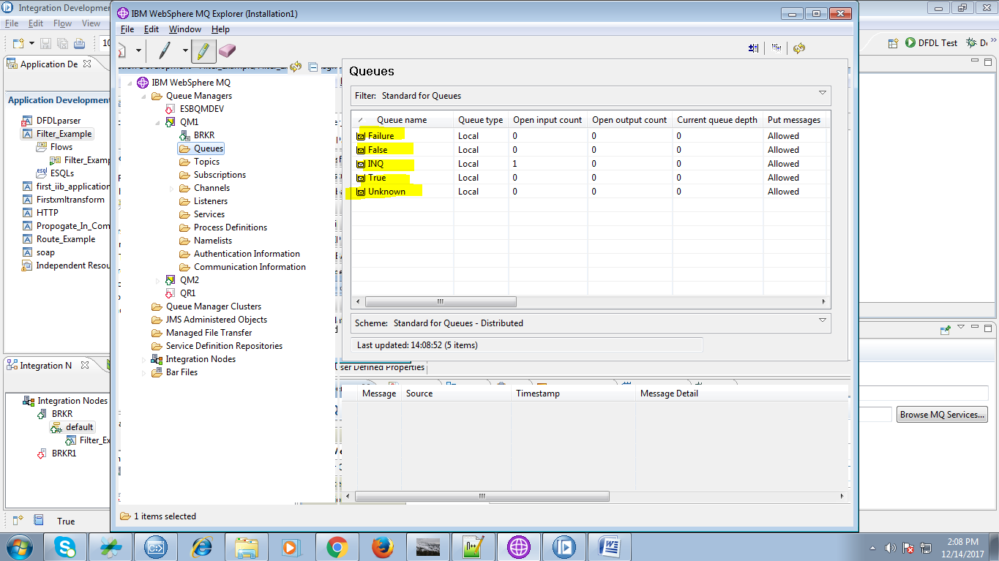 Integration Developmen
IBM WebSphere MQ Explorer (Installation1)
File Edit Flow View
File Edit Window Help
10
DFDL Test
Application De
Application Development
DFDLparser
Filter_Example
Flows
Filter_Examp
ESQLs
first_iib_application
Firstxmltransform
HTTP
Propogate_In_Com
Route_Example
soap
Independent Resou
IBM WebSphere MQ
Queue Managers
ESBQMDEV
QM1
BRKR
Queues
Topics
Subscriptions
Channels
Listeners
Services
Process Definitions
Namelists
Authentication Information
Communication Information
QM2
QR1
Queue Manager Clusters
JMS Administered Objects
Managed File Transfer
Service Definition Repositories
Integration Nodes
Bar Files
Queues
Filter: Standard for Queues
Queue name Queue type Open input count Open output count Current queue depth Put messages
Failure Local 0 0 0 Allowed
False Local 0 0 0 Allowed
INQ Local 1 0 0 Allowed
True Local 0 0 0 Allowed
Unknown Local 0 0 0 Allowed
Scheme: Standard for Queues - Distributed
Last updated: 14:08:52 (5 items)
ser Defined Properties
Message Source Timestamp Message Detail
Integration N
Integration Nodes
BRKR
default
Filter_Ex
BRKR1
Browse MQ Services...
True
1 items selected
2:08 PM
12/14/2017